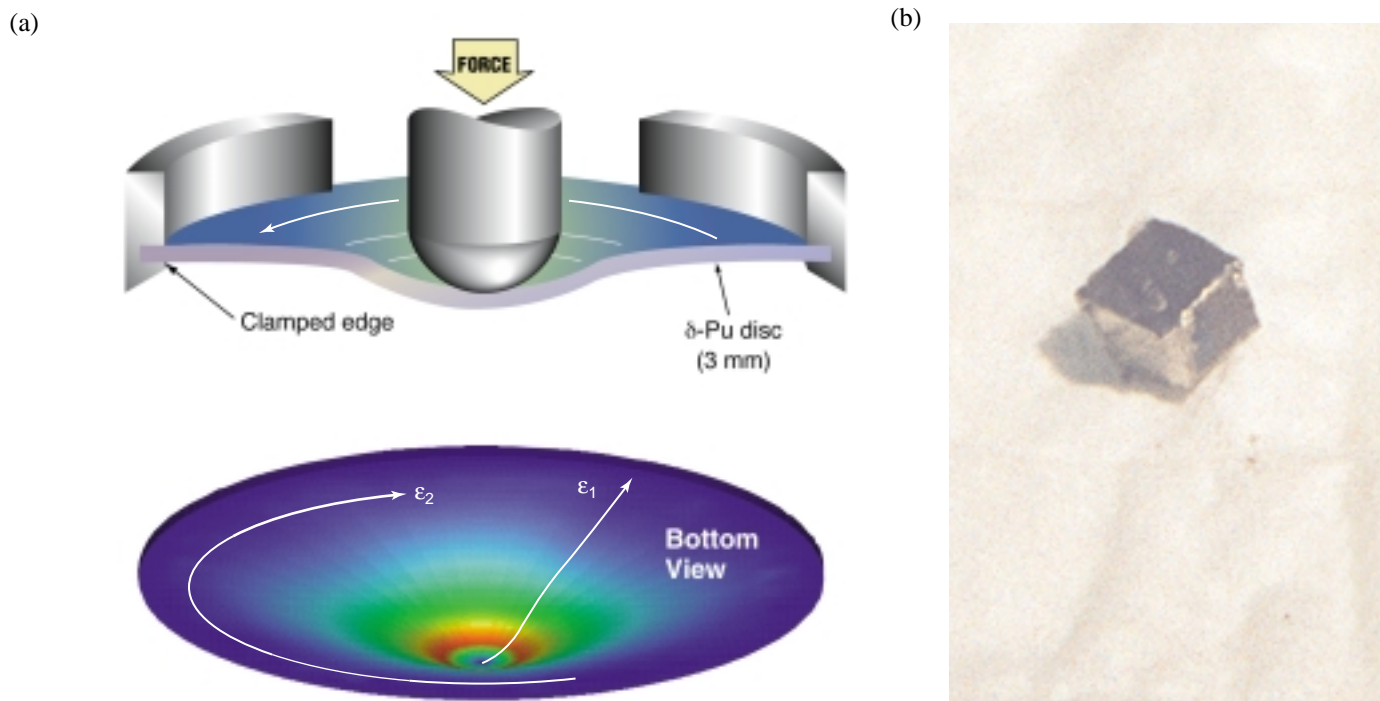 (a)
(b)
FORCE
Clamped edge
δ-Pu disc
(3 mm)
ε2
ε1
Bottom
View